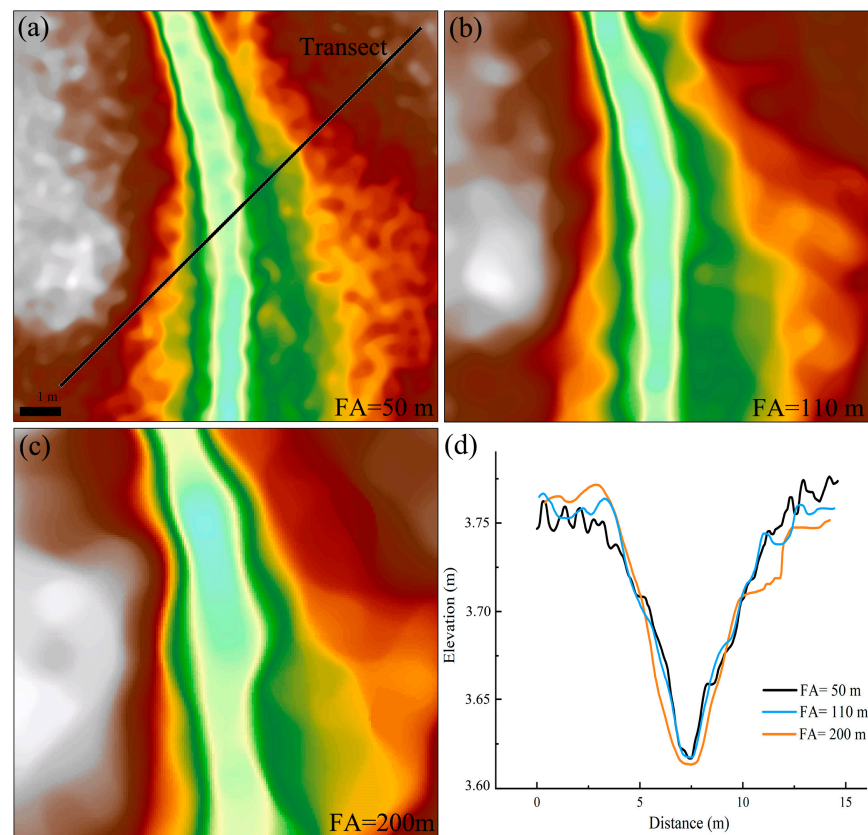 (a)
Transect
1 m
FA=50 m
(b)
FA=110 m
(c)
FA=200m
(d)
Elevation (m)
3.75
3.70
3.65
3.60
FA= 50 m
FA= 110 m
FA= 200 m
0
5
10
15
Distance (m)